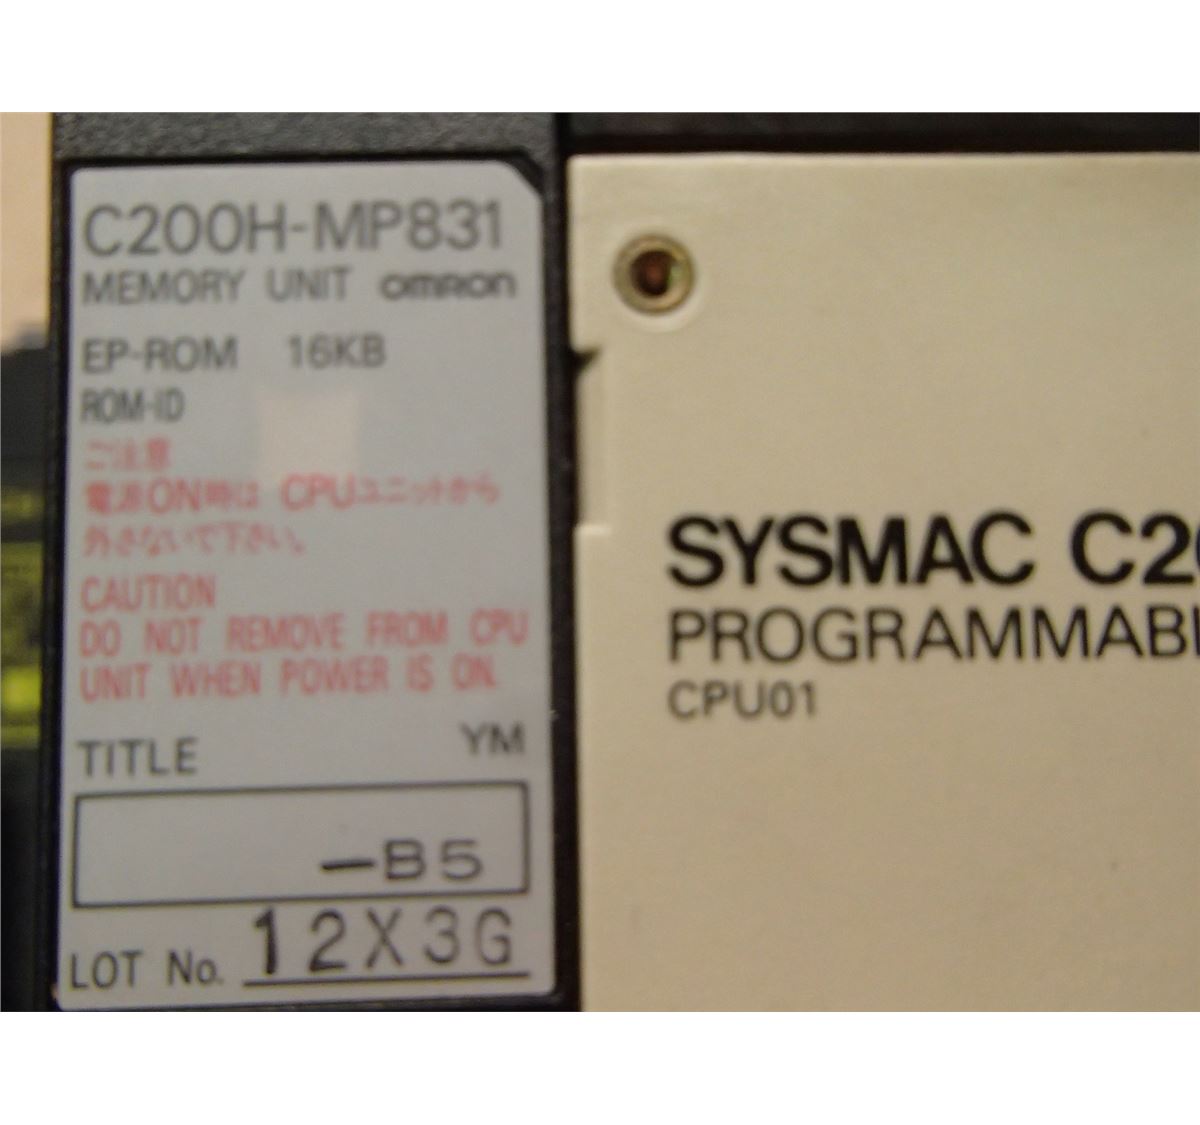 C200H-MP831
MEMORY UNIT OMRON
EP-ROM 16KB
ROM-ID
ご注意
電源ON時は CPUユニットから
外さないで下さい。
CAUTION
DO NOT REMOVE FROM CPU
UNIT WHEN POWER IS ON.
TITLE YM
-B5
LOT No. 12X3G
SYSMAC C20
PROGRAMMABL
CPU01